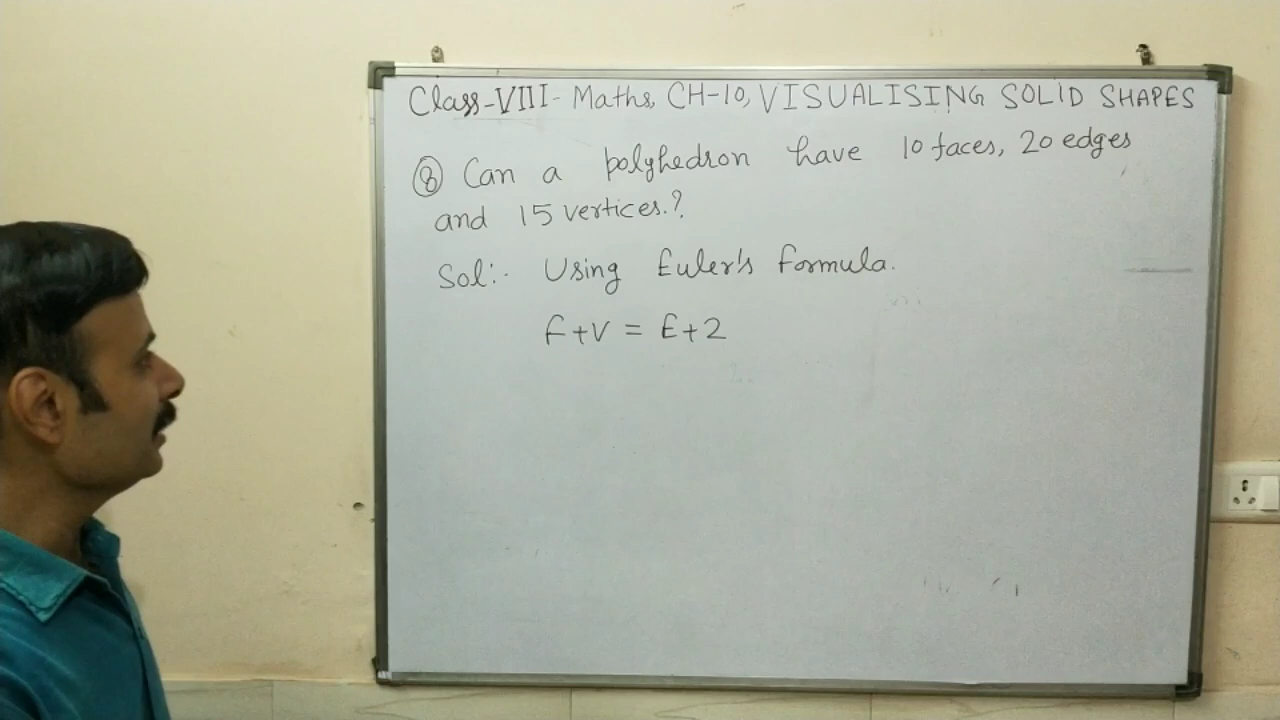 Class-VIII- Maths, CH-10, VISUALISING SOLID SHAPES
⑧ Can a polyhedron have 10 faces, 20 edges
and 15 vertices.?
Sol:- Using Euler's formula.
F+V = E+2